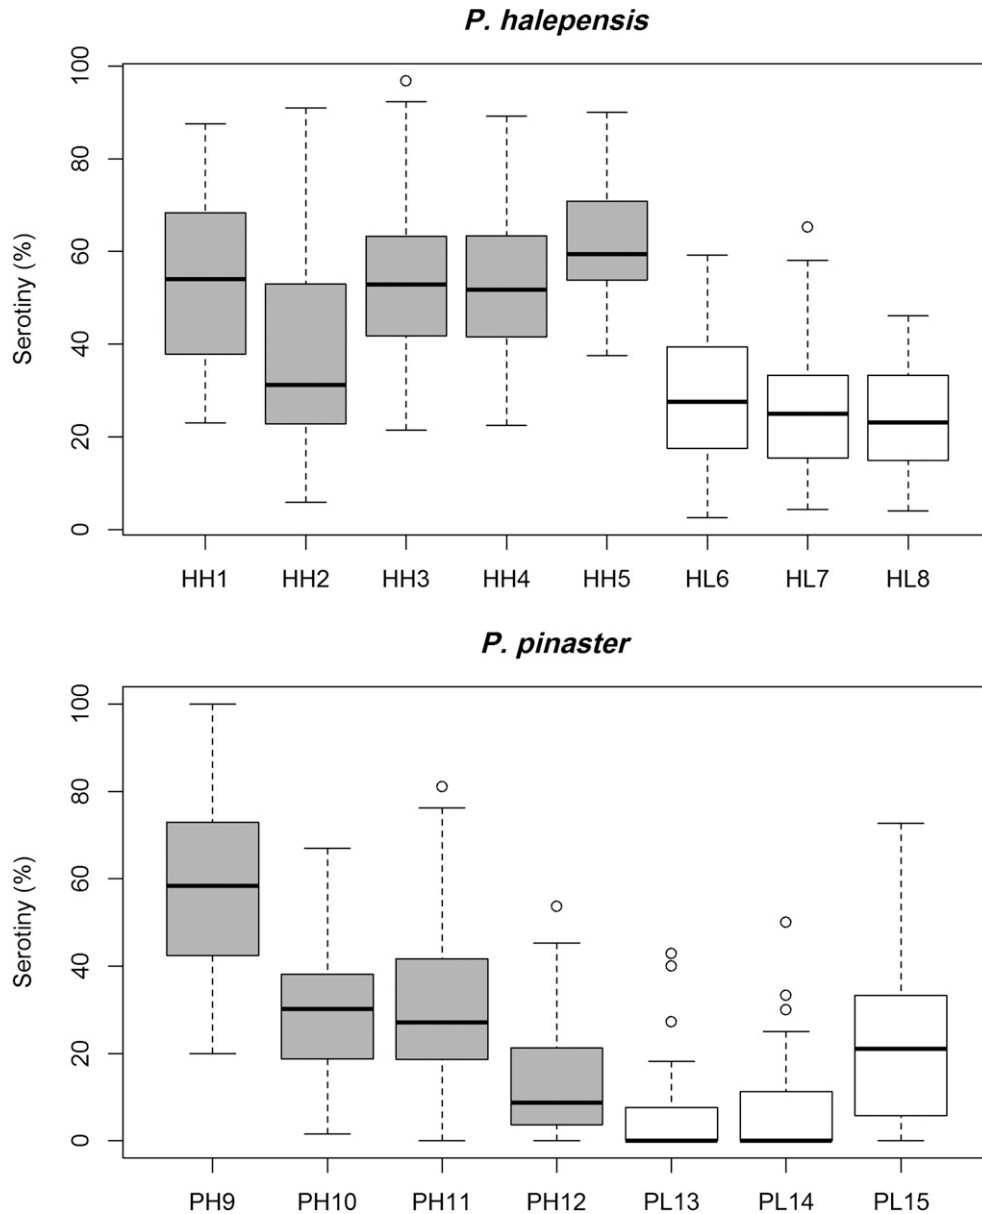 P. halepensis
100
80
60
40
20
0
Serotiny (%)
HH1 HH2 HH3 HH4 HH5 HL6 HL7 HL8
P. pinaster
100
80
60
40
20
0
Serotiny (%)
PH9 PH10 PH11 PH12 PL13 PL14 PL15